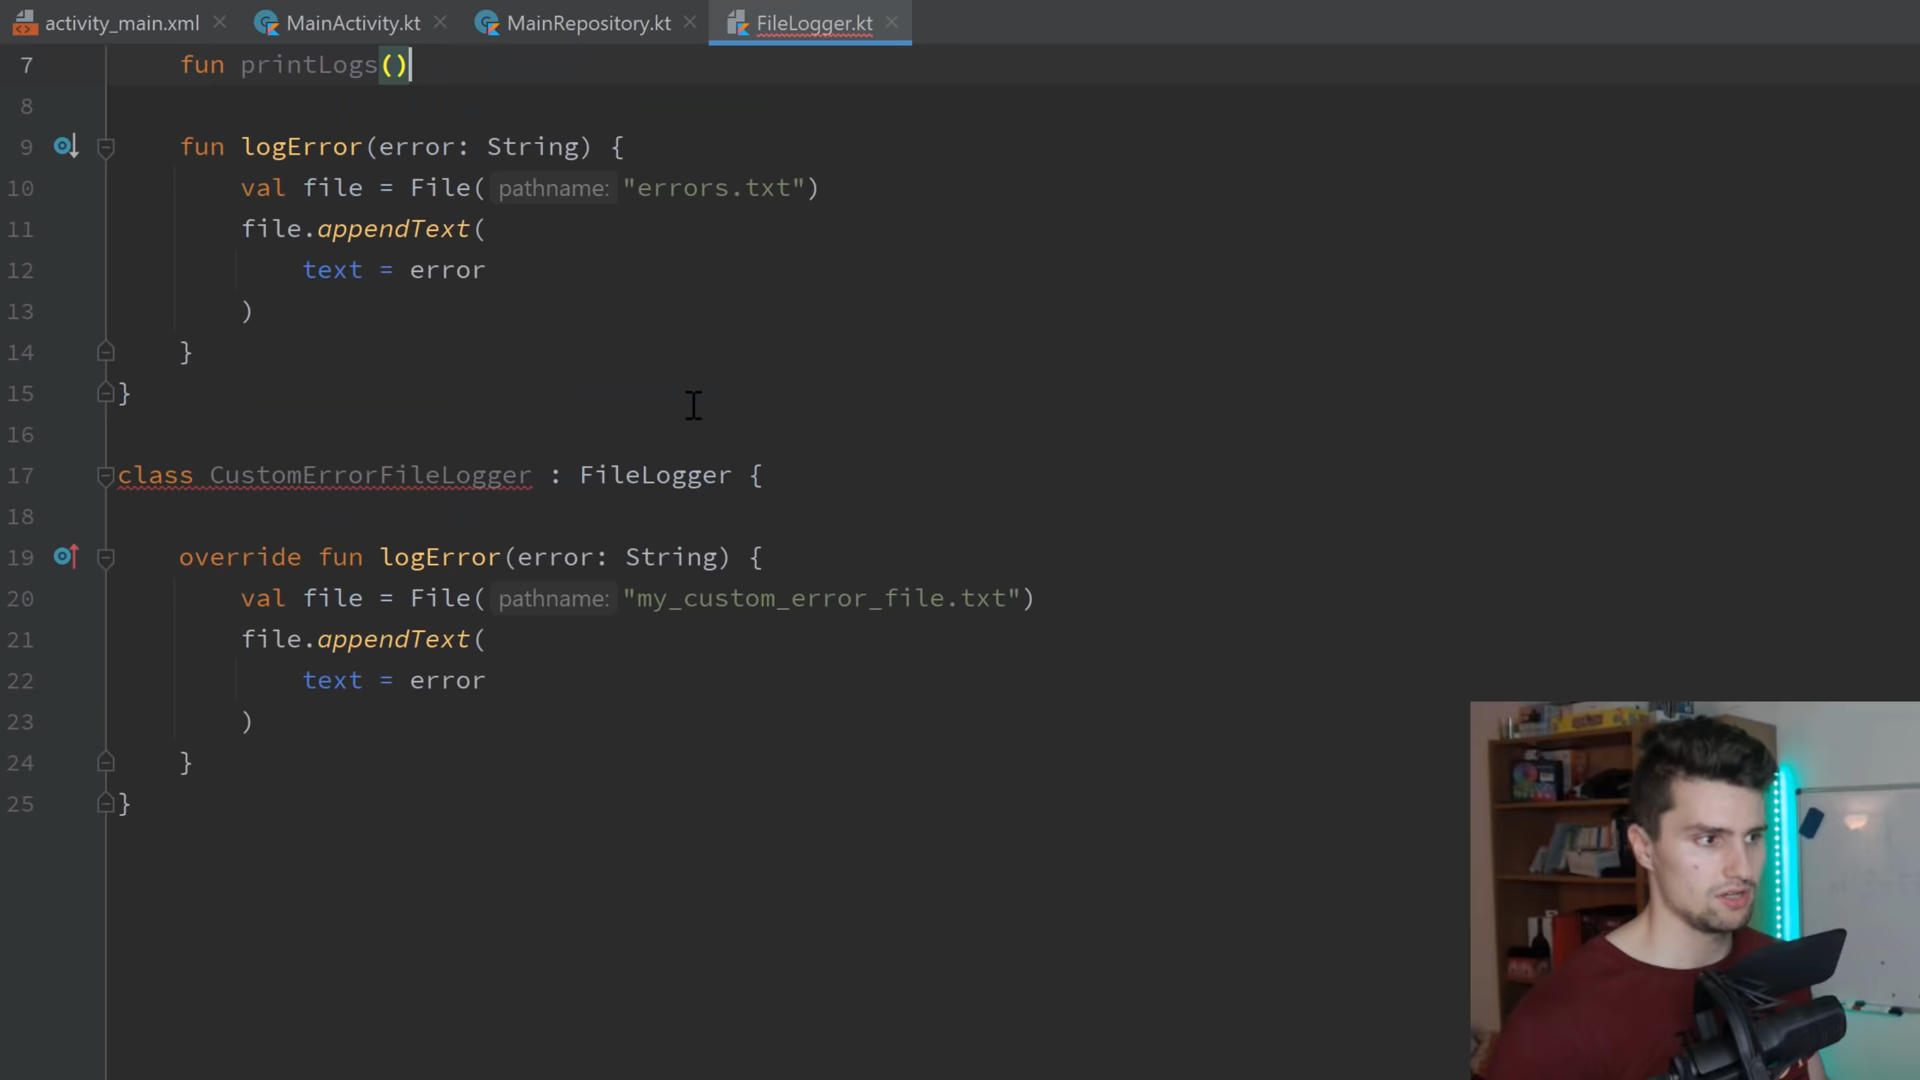 activity_main.xml MainActivity.kt MainRepository.kt FileLogger.kt
7 fun printLogs()
8
9 fun logError(error: String) {
10 val file = File( pathname: "errors.txt")
11 file.appendText(
12 text = error
13 )
14 }
15 }
16
17 class CustomErrorFileLogger : FileLogger {
18
19 override fun logError(error: String) {
20 val file = File( pathname: "my_custom_error_file.txt")
21 file.appendText(
22 text = error
23 )
24 }
25 }